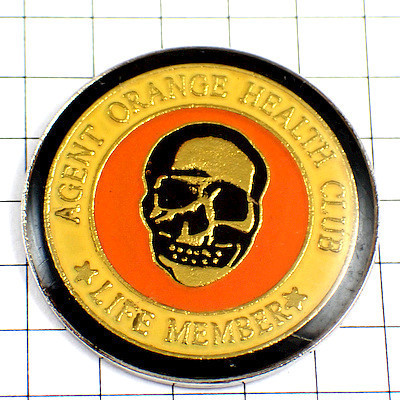 AGENT ORANGE HEALTH CLUB
LIFE MEMBER